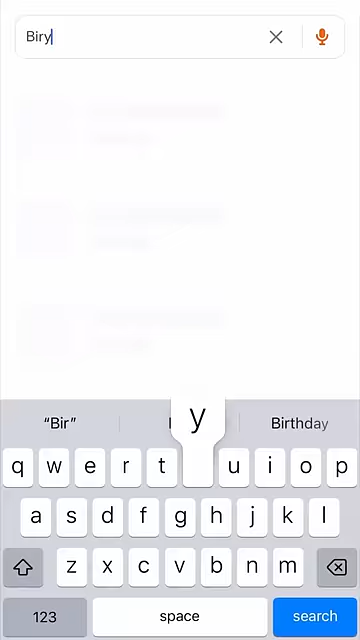 Biry
“Bir”
Birthday
y
q w e r t u i o p
a s d f g h j k l
z x c v b n m
123 space search